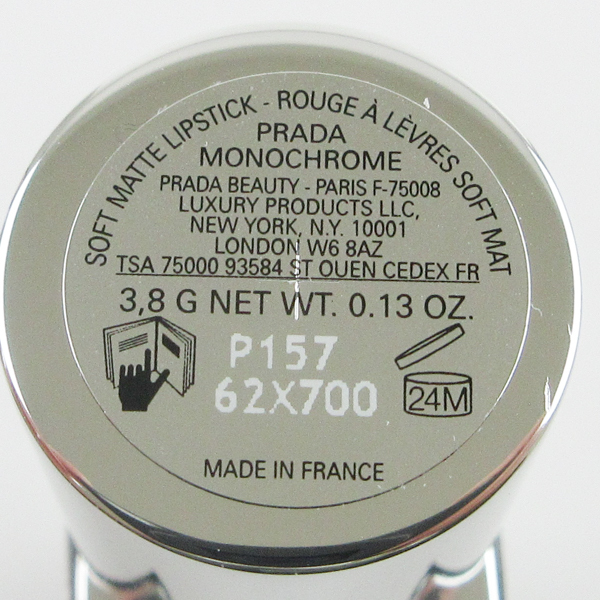 SOFT MATTE LIPSTICK - ROUGE À LÈVRES SOFT MAT
PRADA
MONOCHROME
PRADA BEAUTY - PARIS F-75008
LUXURY PRODUCTS LLC,
NEW YORK, N.Y. 10001
LONDON W6 8AZ
TSA 75000 93584 ST OUEN CEDEX FR
3,8 G NET WT. 0.13 OZ.
P157
62X700
24M
MADE IN FRANCE